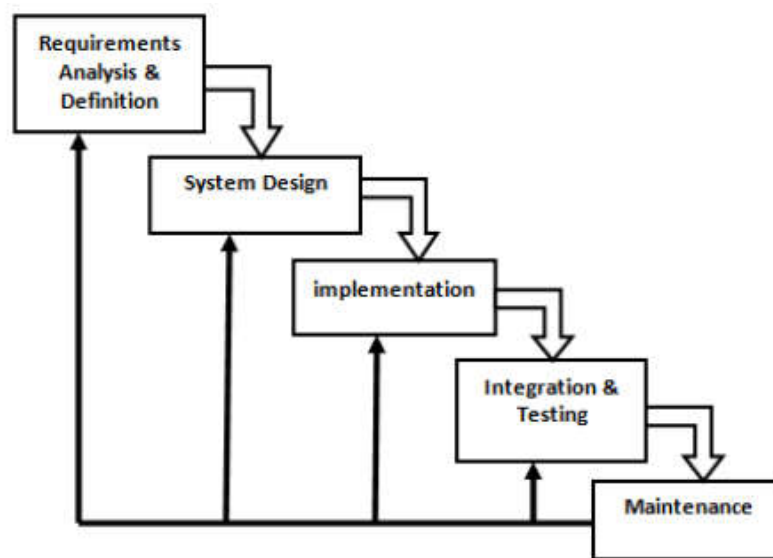 Requirements
Analysis &
Definition
System Design
implementation
Integration &
Testing
Maintenance